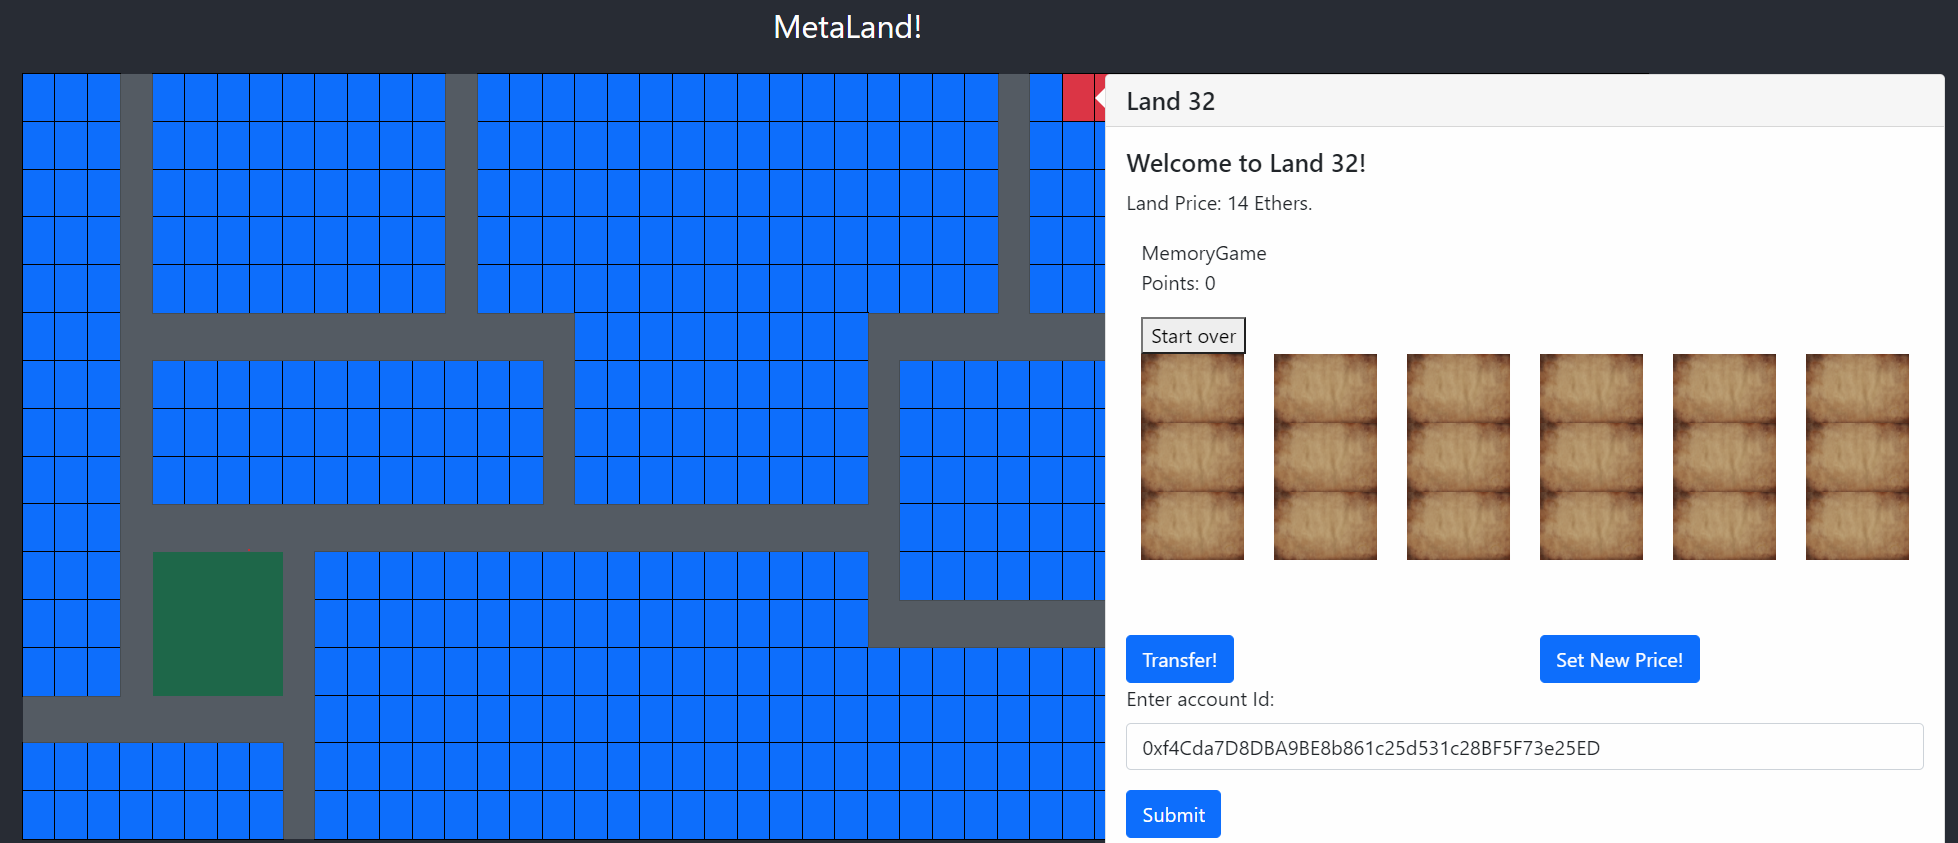 MetaLand!
Land 32
Welcome to Land 32!
Land Price: 14 Ethers.
MemoryGame
Points: 0
Start over
Transfer!
Set New Price!
Enter account Id:
0xf4Cda7D8DBA9BE8b861c25d531c28BF5F73e25ED
Submit